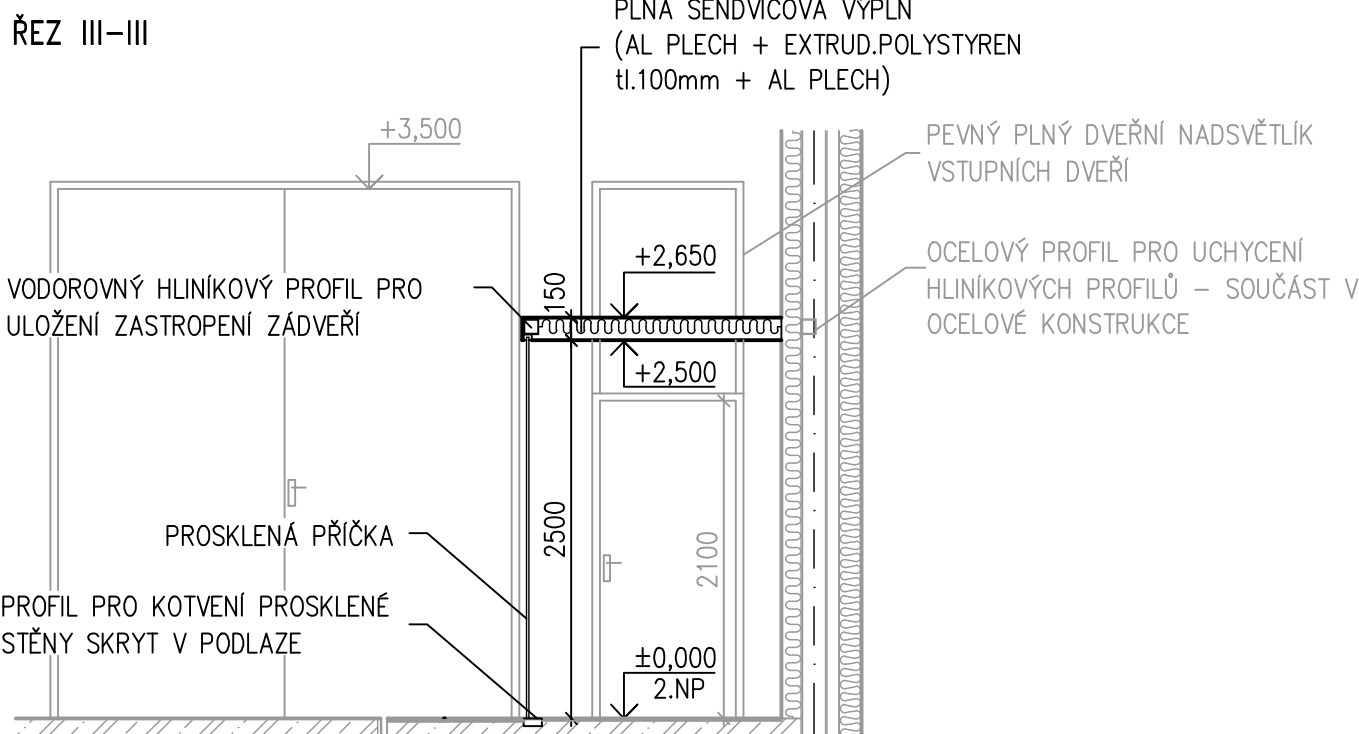 ŘEZ III-III
PLNÁ SENDVIČOVÁ VÝPLŇ
(AL PLECH + EXTRUD.POLYSTYREN
tl.100mm + AL PLECH)
+3,500
PEVNÝ PLNÝ DVEŘNÍ NADSVĚTLÍK
VSTUPNÍCH DVEŘÍ
+2,650
150
OCELOVÝ PROFIL PRO UCHYCENÍ
HLINÍKOVÝCH PROFILŮ – SOUČÁST V
OCELOVÉ KONSTRUKCE
VODOROVNÝ HLINÍKOVÝ PROFIL PRO
ULOŽENÍ ZASTROPENÍ ZÁDVEŘÍ
+2,500
2500
2100
PROSKLENÁ PŘÍČKA
PROFIL PRO KOTVENÍ PROSKLENÉ
STĚNY SKRYT V PODLAZE
±0,000
2.NP